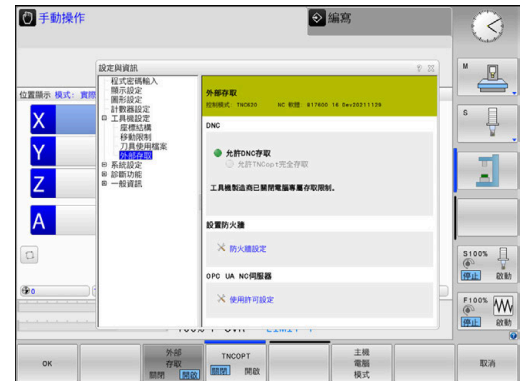 手動操作
編寫
設定與資訊
程式密碼輸入
顯示設定
圖形設定
計數器設定
工具機設定
座標結構
移動限制
刀具使用檔案
外部存取
系統設定
診斷功能
一般資訊
外部存取
控制模式: TNC620 NC 軟體: 817600 16 Dev20211129
DNC
允許DNC存取
允許TNCopt完全存取
工具機製造商已關閉電腦專屬存取限制。
設置防火牆
防火牆設定
OPC UA NC伺服器
使用許可設定
位置顯示 模式: 實際
X
Y
Z
A
0
M
S
S100%
停止 啟動
F100% 
停止 啟動
OK
外部
存取
關閉 開啟
TNCOPT
關閉 開啟
主機
電腦
模式
取消